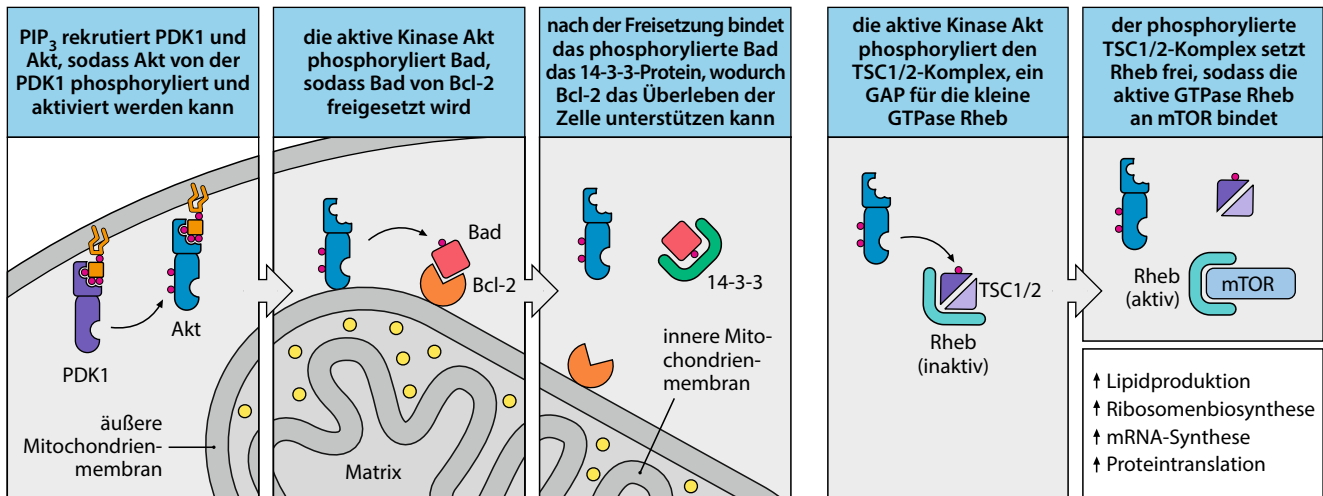 PIP3 rekrutiert PDK1 und
Akt, sodass Akt von der
PDK1 phosphoryliert und
aktiviert werden kann
die aktive Kinase Akt
phosphoryliert Bad,
sodass Bad von Bcl-2
freigesetzt wird
nach der Freisetzung bindet
das phosphorylierte Bad
das 14-3-3-Protein, wodurch
Bcl-2 das Überleben der
Zelle unterstützen kann
die aktive Kinase Akt
phosphoryliert den
TSC1/2-Komplex, ein
GAP für die kleine
GTPase Rheb
der phosphorylierte
TSC1/2-Komplex setzt
Rheb frei, sodass die
aktive GTPase Rheb
an mTOR bindet
PDK1
Akt
äußere
Mitochondrien-
membran
Bad
Bcl-2
Matrix
14-3-3
innere Mito-
chondrien-
membran
TSC1/2
Rheb
(inaktiv)
Rheb
(aktiv)
mTOR
↑ Lipidproduktion
↑ Ribosomenbiosynthese
↑ mRNA-Synthese
↑ Proteintranslation